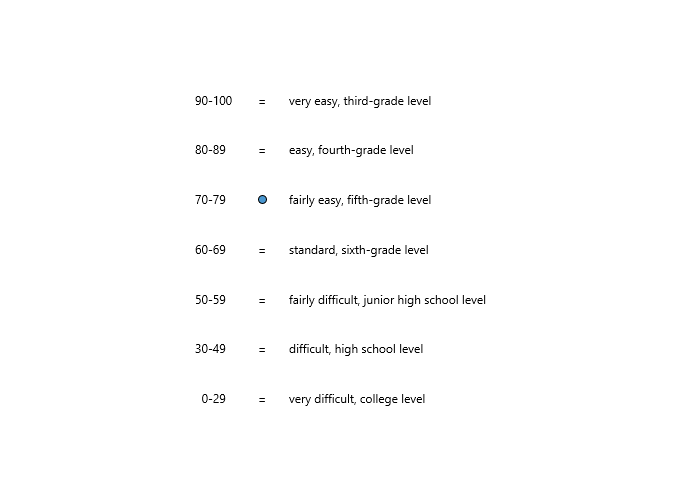 90-100 = very easy, third-grade level
80-89 = easy, fourth-grade level
70-79 fairly easy, fifth-grade level
60-69 = standard, sixth-grade level
50-59 = fairly difficult, junior high school level
30-49 = difficult, high school level
0-29 = very difficult, college level